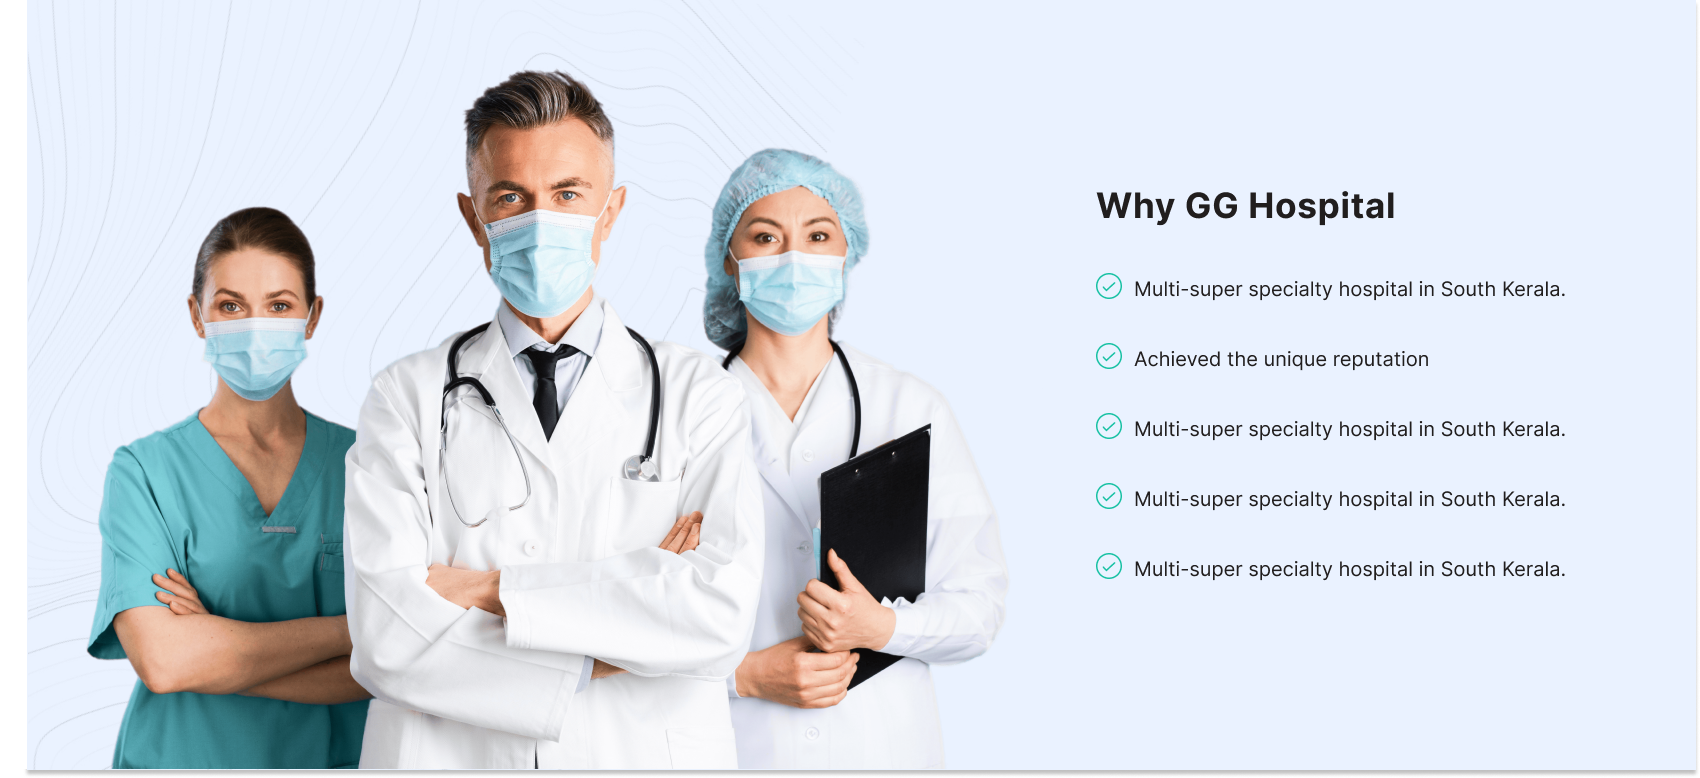 Why GG Hospital
Multi-super specialty hospital in South Kerala.
Achieved the unique reputation
Multi-super specialty hospital in South Kerala.
Multi-super specialty hospital in South Kerala.
Multi-super specialty hospital in South Kerala.